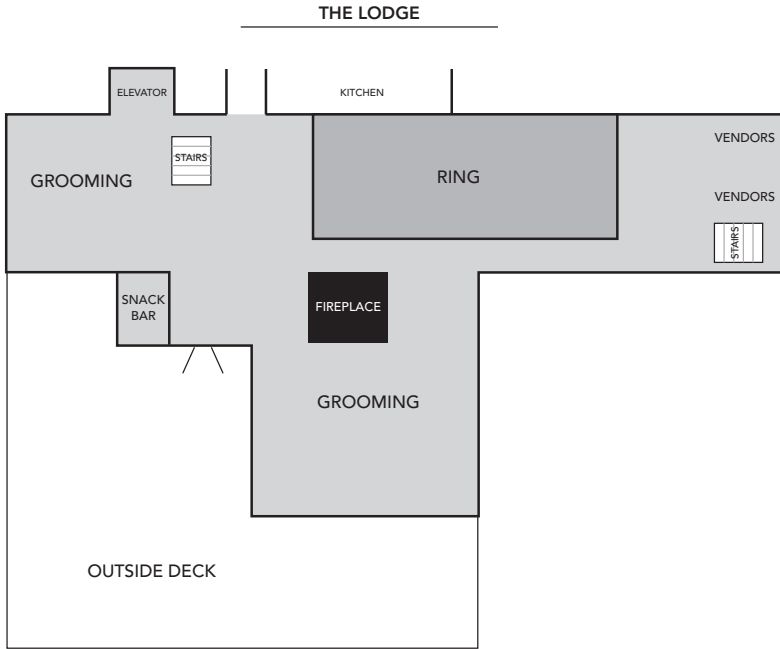 THE LODGE
ELEVATOR
KITCHEN
VENDORS
STAIRS
GROOMING
RING
VENDORS
STAIRS
SNACK
BAR
FIREPLACE
GROOMING
OUTSIDE DECK